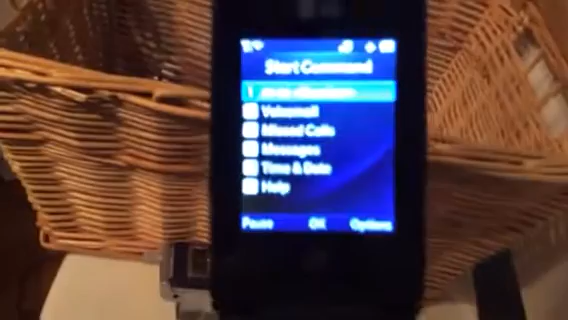 Start Command
Voicemail
Missed Calls
Messages
Time & Date
Help
Pause OK Options